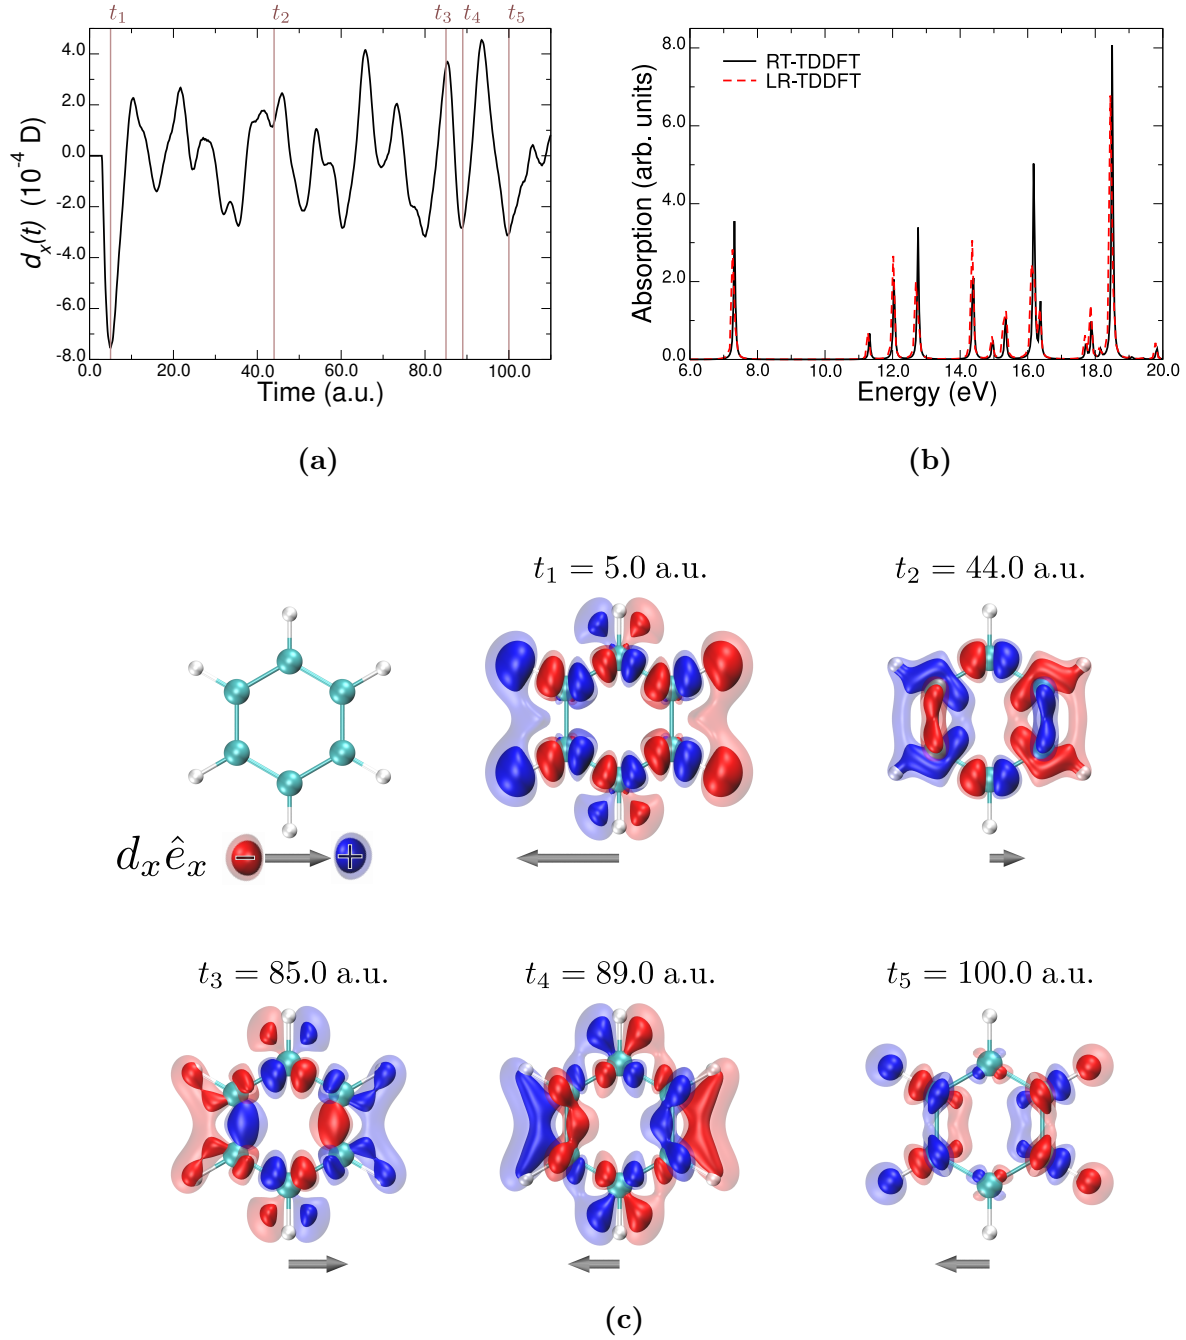 t₁ t₂ t₃ t₄ t₅
4.0
2.0
0.0
-2.0
-4.0
-6.0
-8.0
dₓ(t) (10⁻⁴ D)
0.0 20.0 40.0 60.0 80.0 100.0
Time (a.u.)
(a)
8.0
6.0
4.0
2.0
0.0
Absorption (arb. units)
RT-TDDFT
LR-TDDFT
6.0 8.0 10.0 12.0 14.0 16.0 18.0 20.0
Energy (eV)
(b)
t₁ = 5.0 a.u.
t₂ = 44.0 a.u.
dₓêₓ − +
t₃ = 85.0 a.u.
t₄ = 89.0 a.u.
t₅ = 100.0 a.u.
(c)